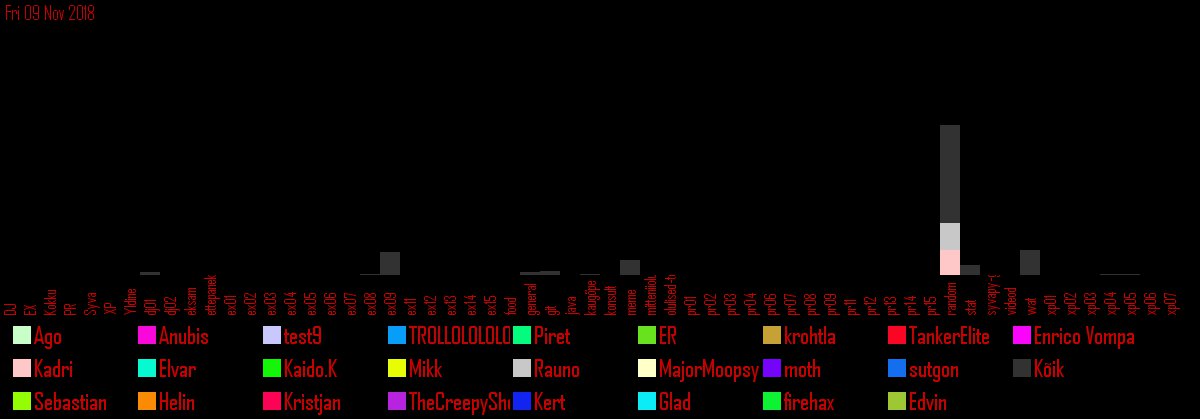 Fri 09 Nov 2018
DJ EX Kokku PR Syva XP Yldine dj01 dj02 eksam ettepanek ex01 ex02 ex03 ex04 ex05 ex06 ex07 ex08 ex09 ex11 ex12 ex13 ex14 ex15 food general git java kangõpe konsult meme mitteniloli olulised-h pr01 pr02 pr03 pr04 pr06 pr07 pr08 pr09 pr11 pr12 pr13 pr14 pr15 random stat videod waf xp01 xp02 xp03 xp04 xp05 xp06 xp07
Ago Anubis test9 TROLLOLOLOLO Piret ER krohtla TankerElite Enrico Vompa
Kadri Elvar Kaido.K Mikk Rauno MajorMoopsy moth sutgon Kõik
Sebastian Helin Kristjan TheCreepySh Kert Glad firehax Edvin